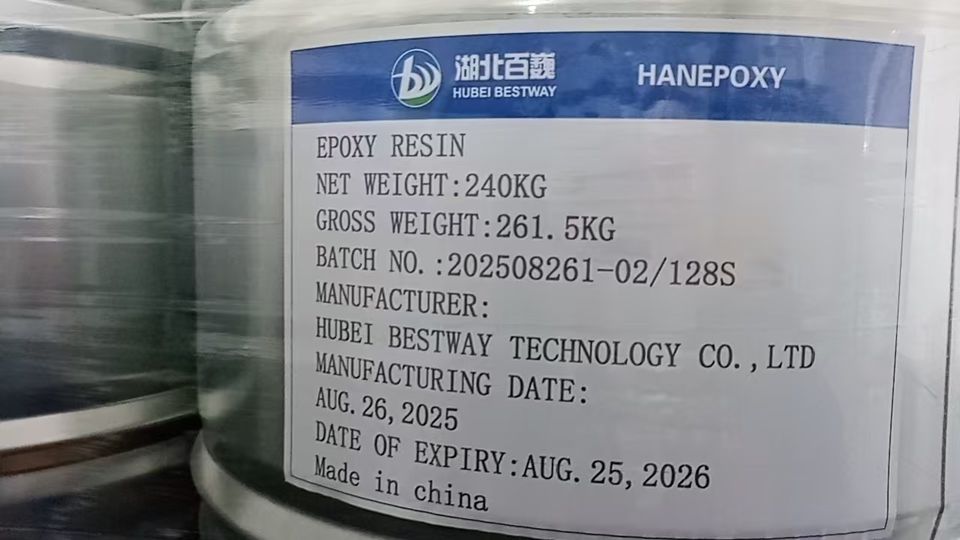 湖北百巍
HUBEI BESTWAY
HANEPOXY
EPOXY RESIN
NET WEIGHT:240KG
GROSS WEIGHT:261.5KG
BATCH NO.:202508261-02/128S
MANUFACTURER:
HUBEI BESTWAY TECHNOLOGY CO.,LTD
MANUFACTURING DATE:
AUG.26,2025
DATE OF EXPIRY:AUG.25,2026
Made in china